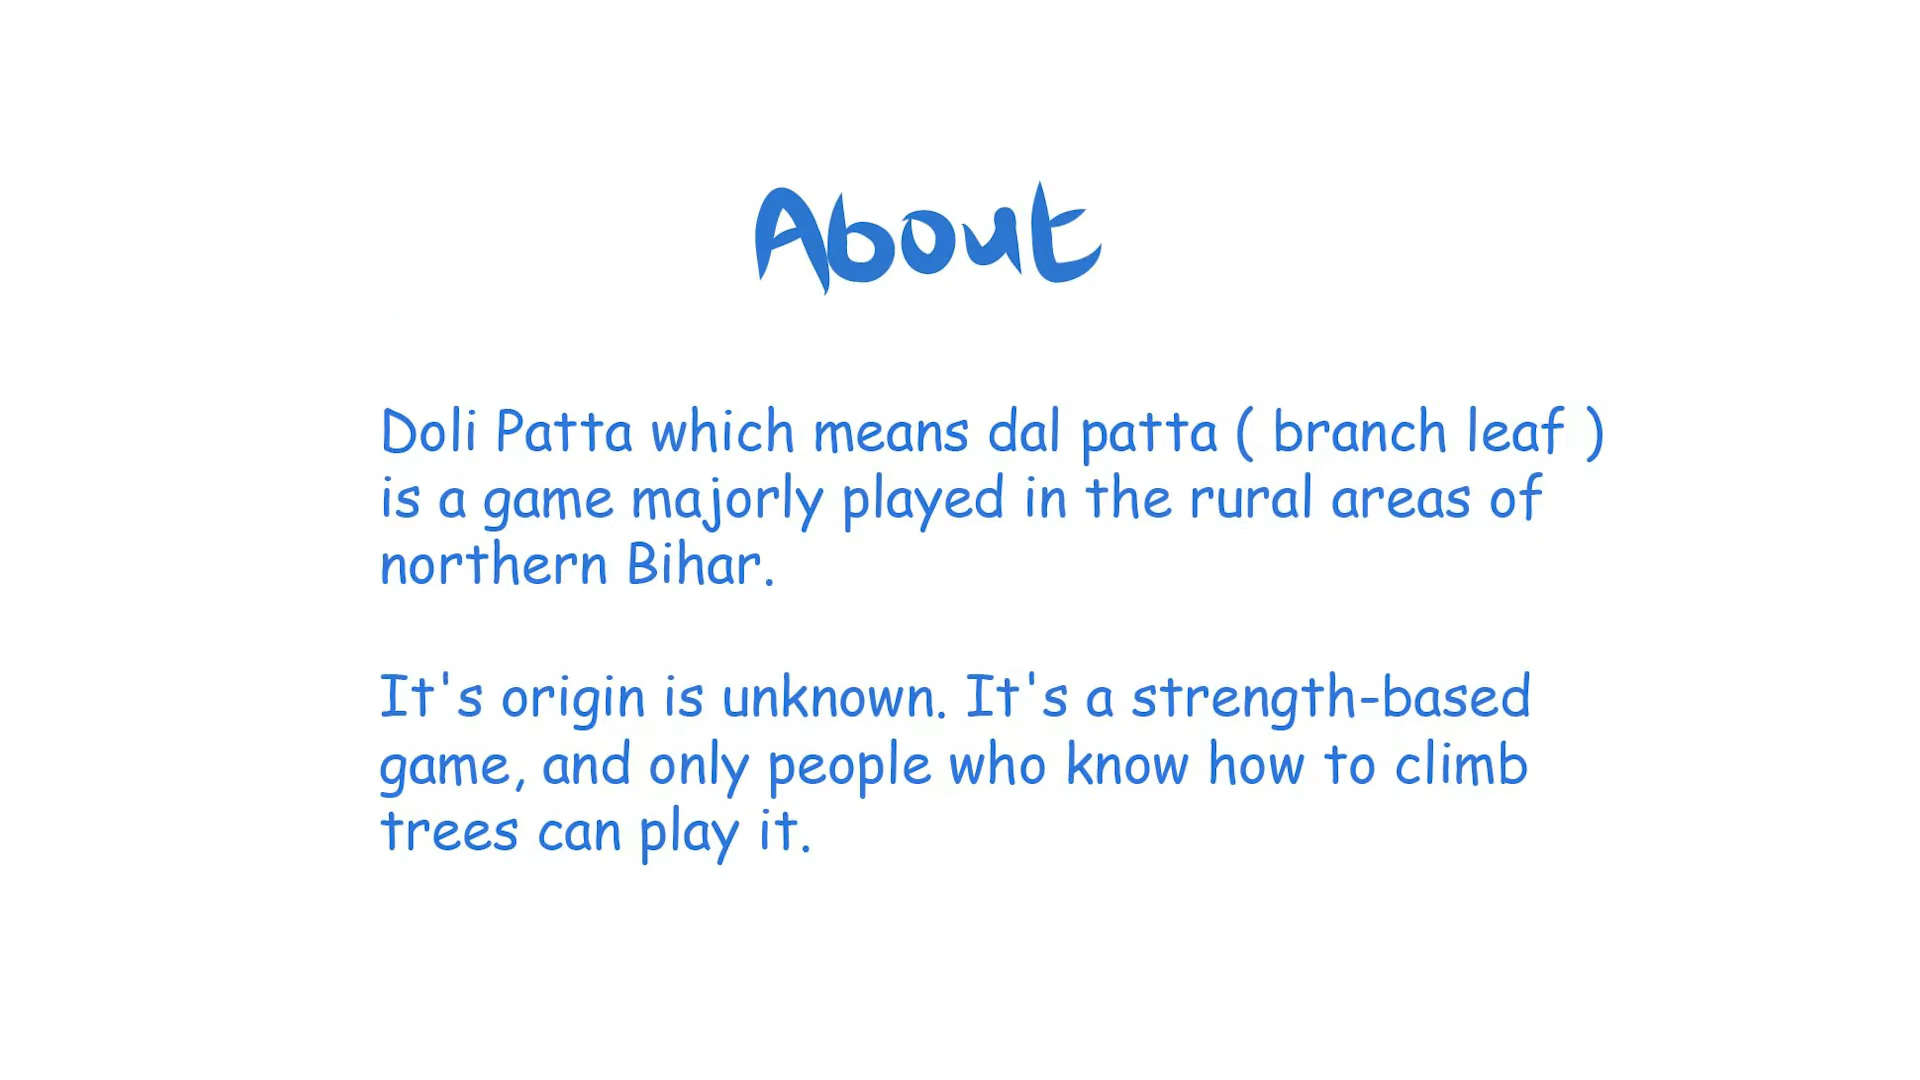 About
Doli Patta which means dal patta ( branch leaf )
is a game majorly played in the rural areas of
northern Bihar.
It's origin is unknown. It's a strength-based
game, and only people who know how to climb
trees can play it.